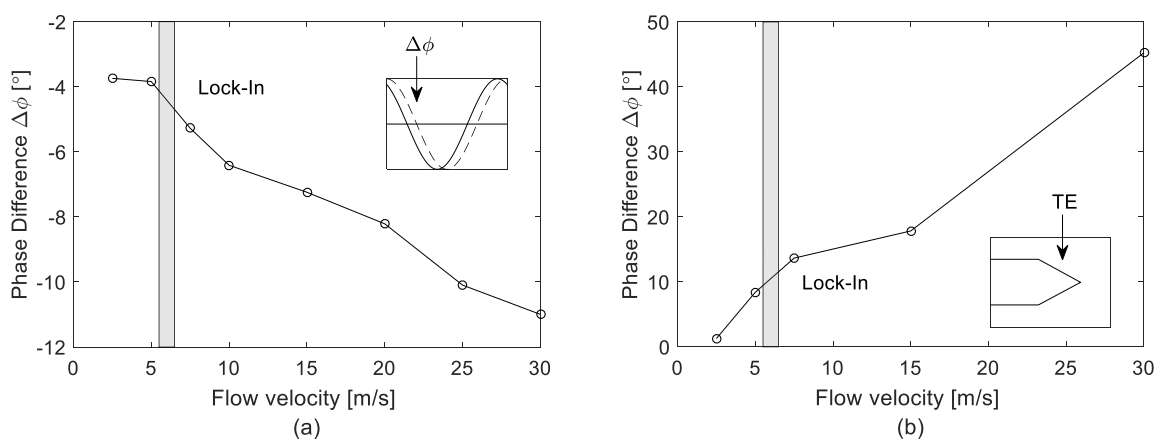 -2
-4
-6
-8
-10
-12
0
5
10
15
20
25
30
Phase Difference Δϕ [°]
Flow velocity [m/s]
Lock-In
Δϕ
(a)
50
40
30
20
10
0
0
5
10
15
20
25
30
Phase Difference Δϕ [°]
Flow velocity [m/s]
Lock-In
TE
(b)